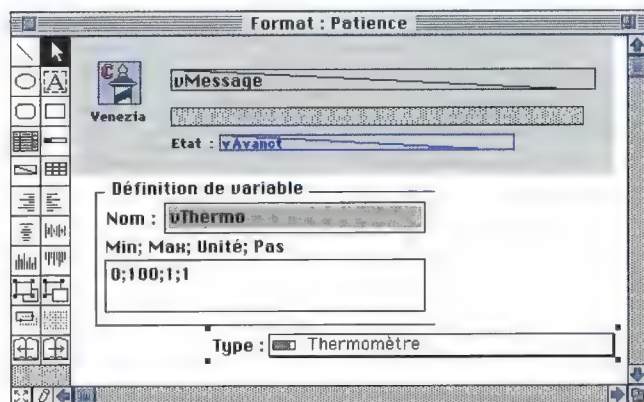 Format : Patience
A
C
vMessage
Venezia
Etat : vAvanct
Définition de variable
Nom : vThermo
Min; Max; Unité; Pas
0;100;1;1
Type : Thermomètre